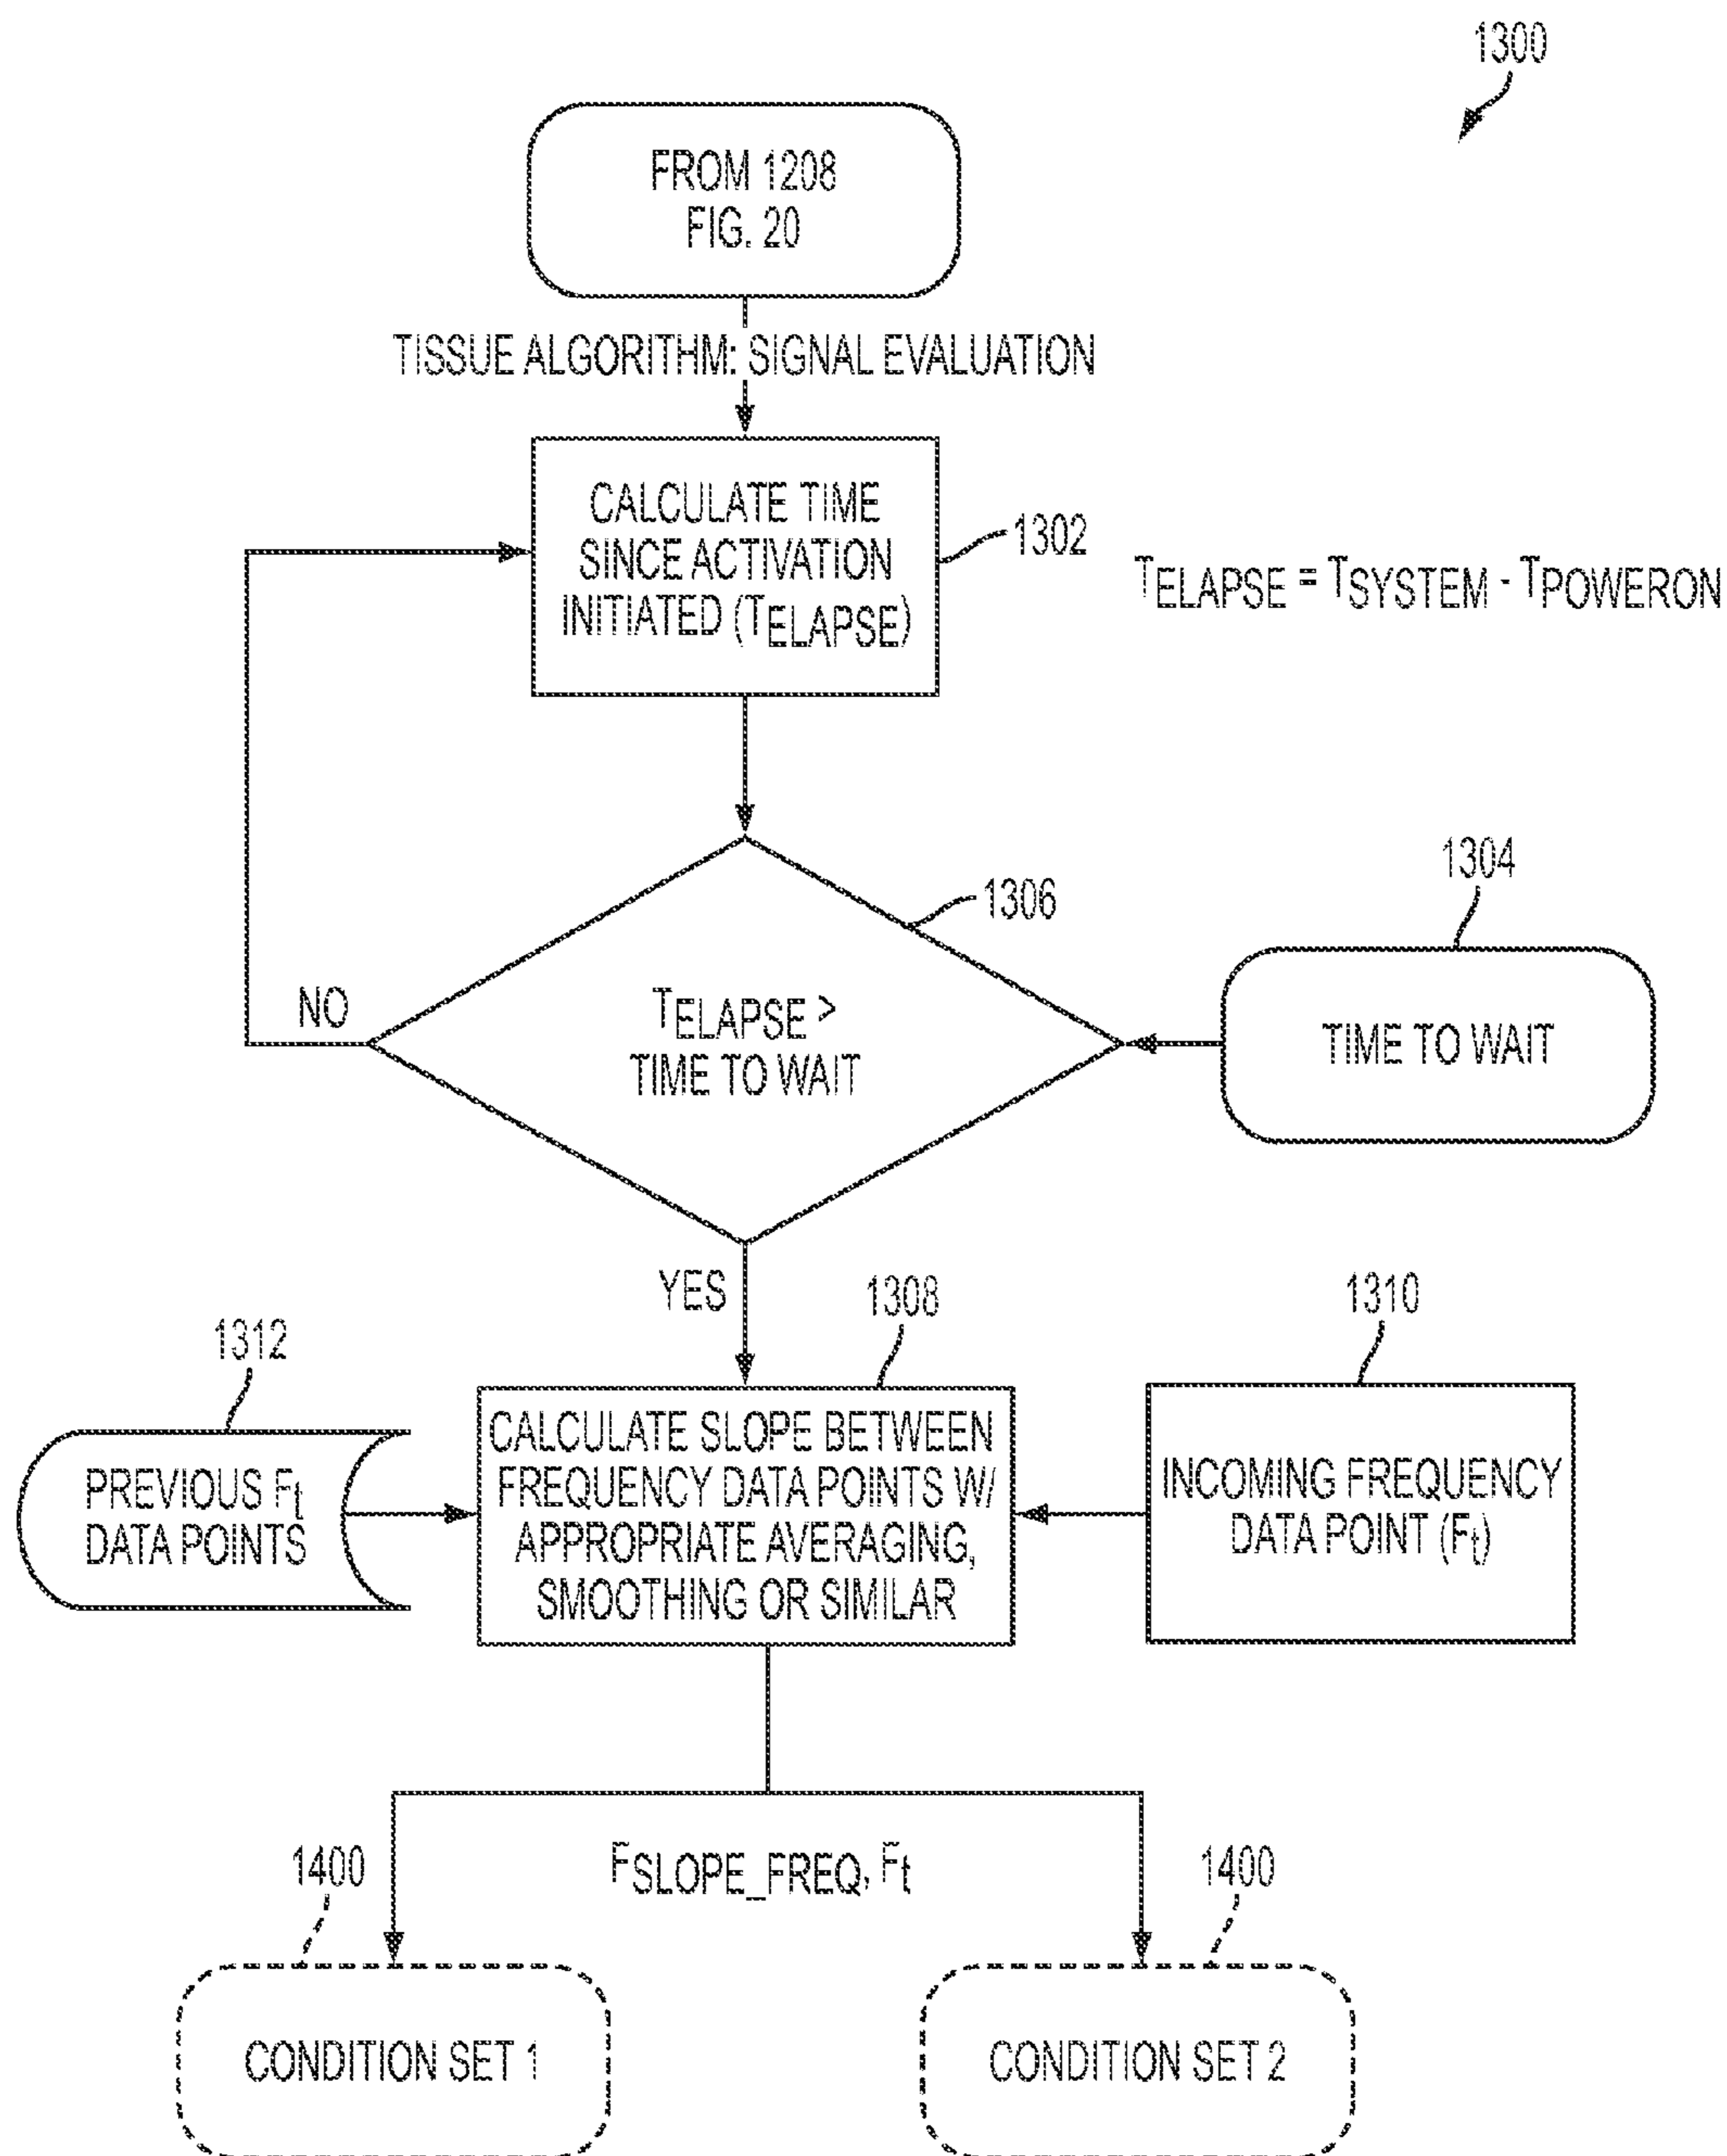 1300
FROM 1208
FIG. 20
TISSUE ALGORITHM: SIGNAL EVALUATION
CALCULATE TIME
SINCE ACTIVATION
INITIATED (TELAPSE)
1302
TELAPSE = TSYSTEM - TPOWERON
1304
1306
NO
TELAPSE >
TIME TO WAIT
TIME TO WAIT
YES
1308
1310
1312
PREVIOUS Ft
DATA POINTS
CALCULATE SLOPE BETWEEN
FREQUENCY DATA POINTS W/
APPROPRIATE AVERAGING,
SMOOTHING OR SIMILAR
INCOMING FREQUENCY
DATA POINT (Ft)
1400
FSLOPE_FREQ, Ft
1400
CONDITION SET 1
CONDITION SET 2